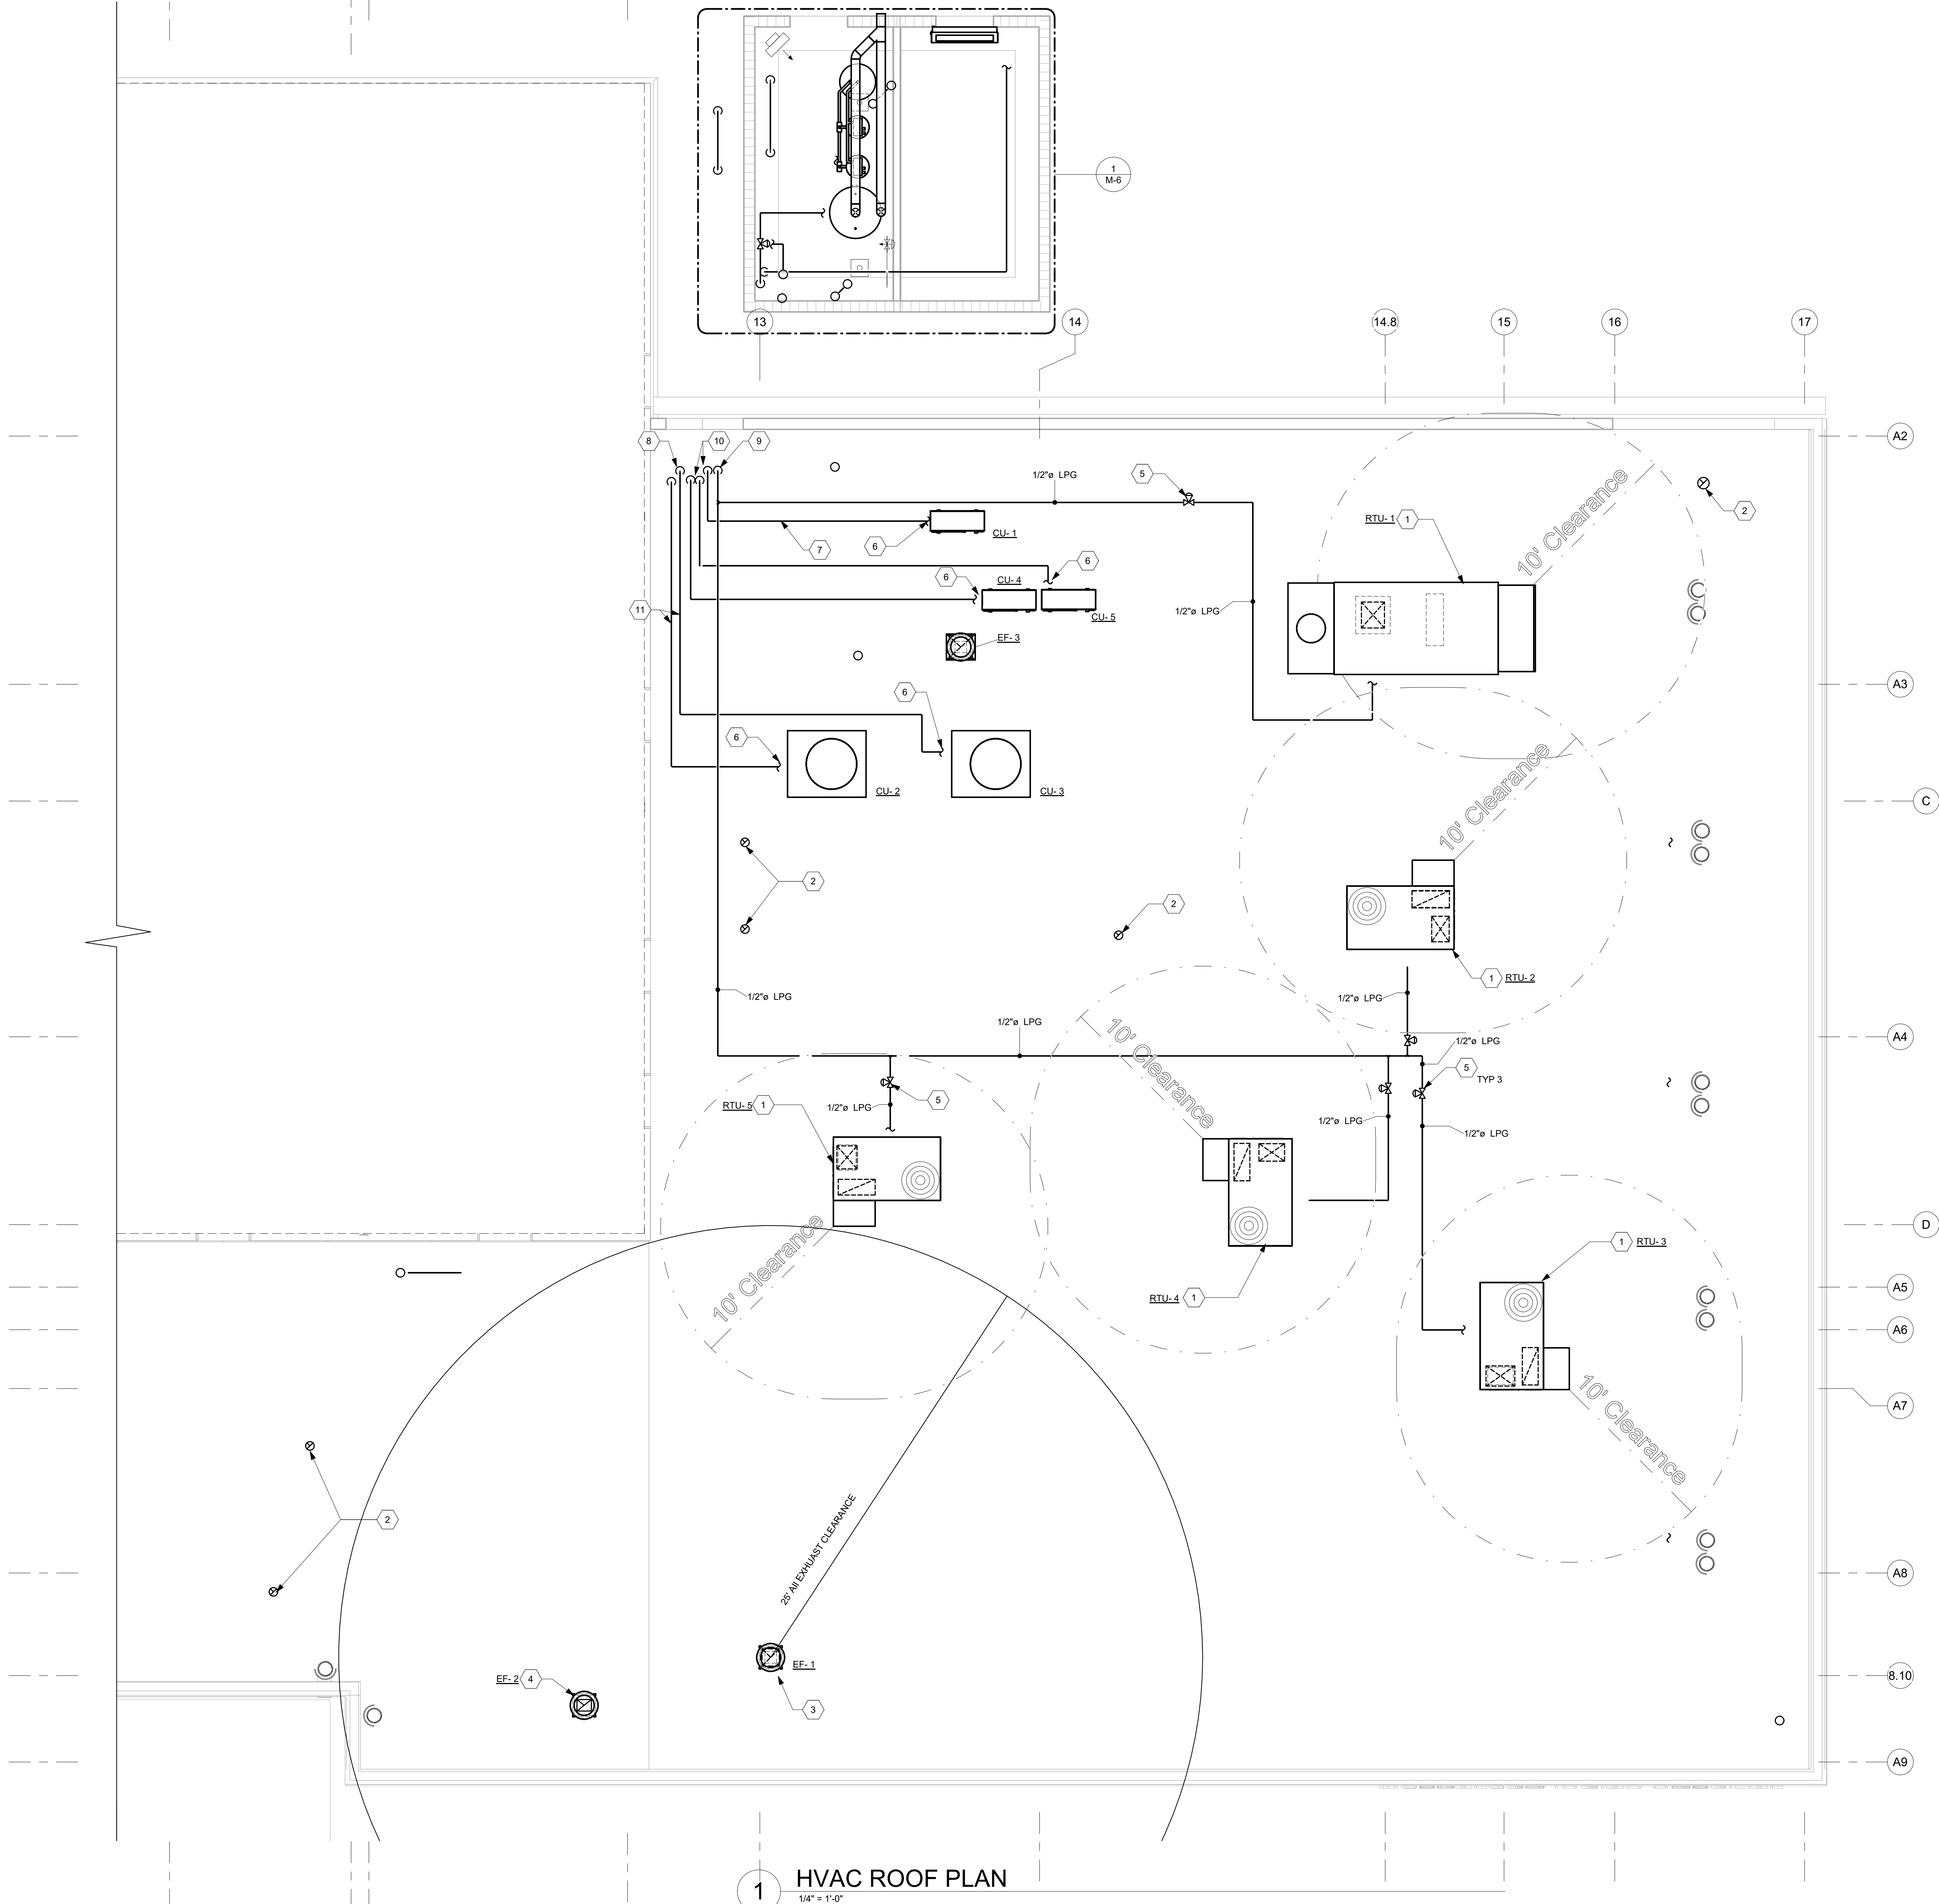 1
M-6
13
14
14.8
15
16
17
A2
8
10
9
1/2"ø LPG
5
10' Clearance
2
RTU- 1
1
7
6
CU- 1
6
6
CU- 4
11
1/2"ø LPG
CU- 5
EF- 3
A3
6
6
CU- 2
CU- 3
10' Clearance
C
2
2
1
RTU- 2
1/2"ø LPG
1/2"ø LPG
1/2"ø LPG
10' Clearance
A4
1/2"ø LPG
5
TYP 3
RTU- 5
1
1/2"ø LPG
5
1/2"ø LPG
1/2"ø LPG
10' Clearance
D
1
RTU- 3
RTU- 4
1
A5
A6
10' Clearance
A7
2
25' All EXHUAST CLEARANCE
A8
EF- 1
EF- 2
4
3
8.10
A9
1
HVAC ROOF PLAN
1/4" = 1'-0"